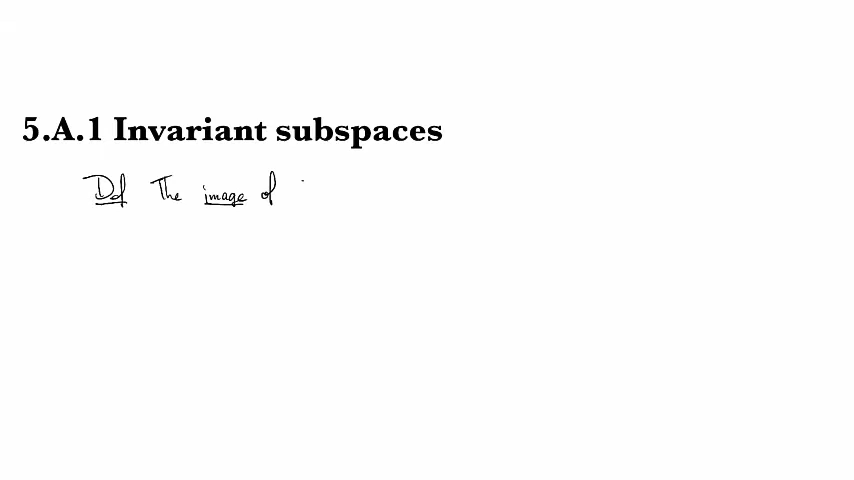 5.A.1 Invariant subspaces
Def The image of